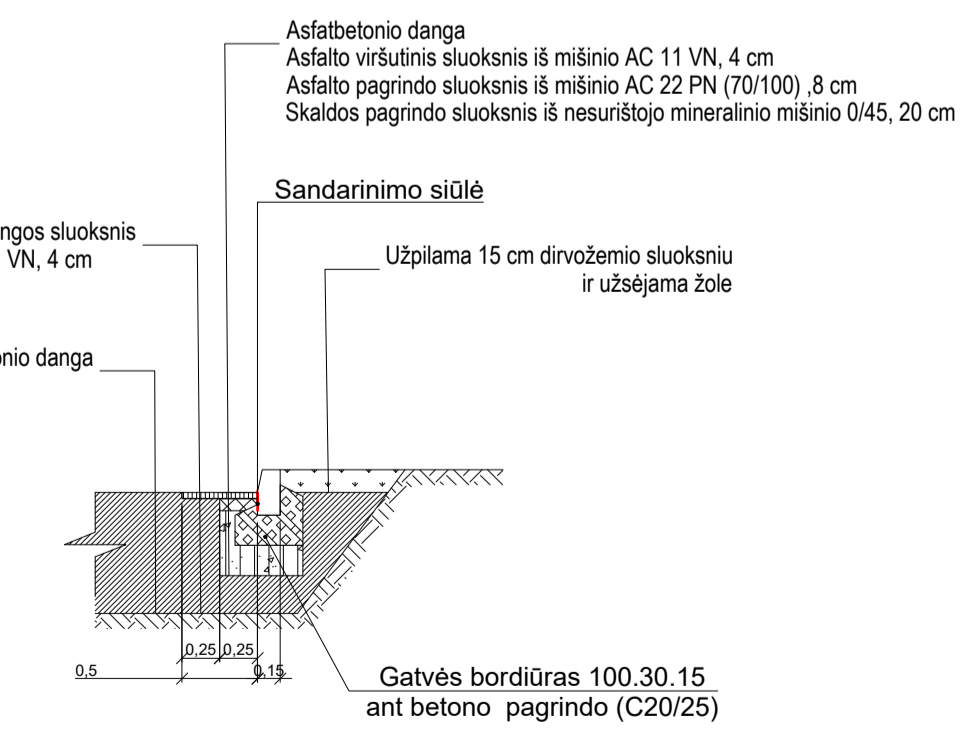 Asfatbetonio danga
Asfalto viršutinis sluoksnis iš mišinio AC 11 VN, 4 cm
Asfalto pagrindo sluoksnis iš mišinio AC 22 PN (70/100) ,8 cm
Skaldos pagrindo sluoksnis iš nesurištojo mineralinio mišinio 0/45, 20 cm
Sandarinimo siūlė
ngos sluoksnis
VN, 4 cm
Užpilama 15 cm dirvožemio sluoksniu
ir užsėjama žole
onio danga
0,25 0,25
0,5 0,15
Gatvės bordiūras 100.30.15
ant betono pagrindo (C20/25)